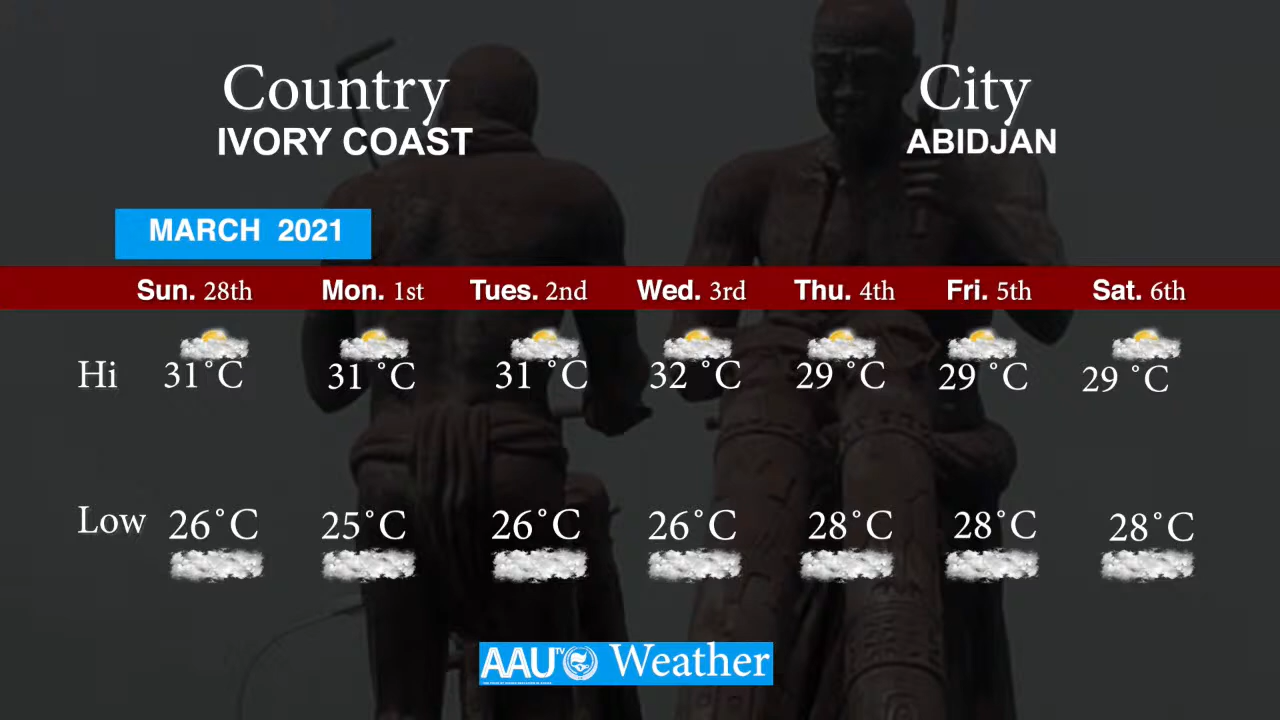 Country
IVORY COAST
City
ABIDJAN
MARCH 2021
Sun. 28th Mon. 1st Tues. 2nd Wed. 3rd Thu. 4th Fri. 5th Sat. 6th
Hi 31°C 31 °C 31 °C 32 °C 29 °C 29 °C 29 °C
Low 26°C 25°C 26°C 26°C 28°C 28°C 28°C
AAU TV Weather